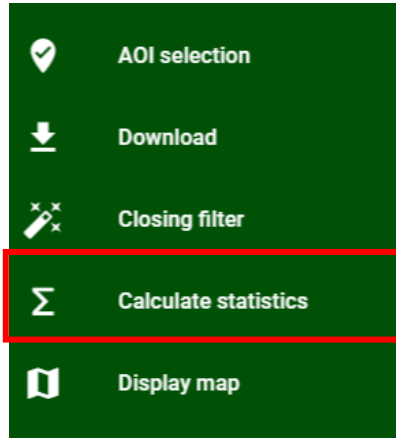 AOI selection
Download
Closing filter
Calculate statistics
Display map